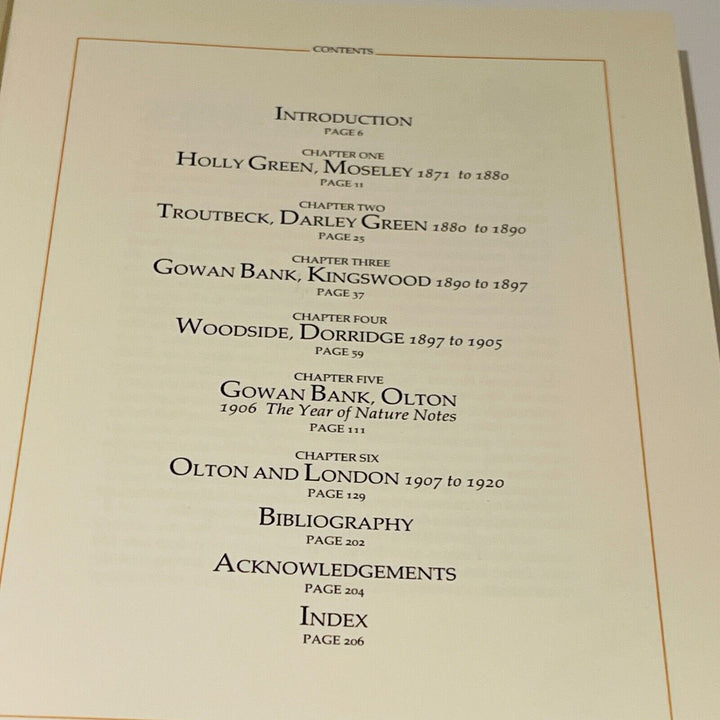 CONTENTS
INTRODUCTION
PAGE 6
CHAPTER ONE
HOLLY GREEN, MOSELEY 1871 to 1880
PAGE 11
CHAPTER TWO
TROUTBECK, DARLEY GREEN 1880 to 1890
PAGE 25
CHAPTER THREE
GOWAN BANK, KINGSWOOD 1890 to 1897
PAGE 37
CHAPTER FOUR
WOODSIDE, DORRIDGE 1897 to 1905
PAGE 59
CHAPTER FIVE
GOWAN BANK, OLTON
1906 The Year of Nature Notes
PAGE 111
CHAPTER SIX
OLTON AND LONDON 1907 to 1920
PAGE 129
BIBLIOGRAPHY
PAGE 202
ACKNOWLEDGEMENTS
PAGE 204
INDEX
PAGE 206